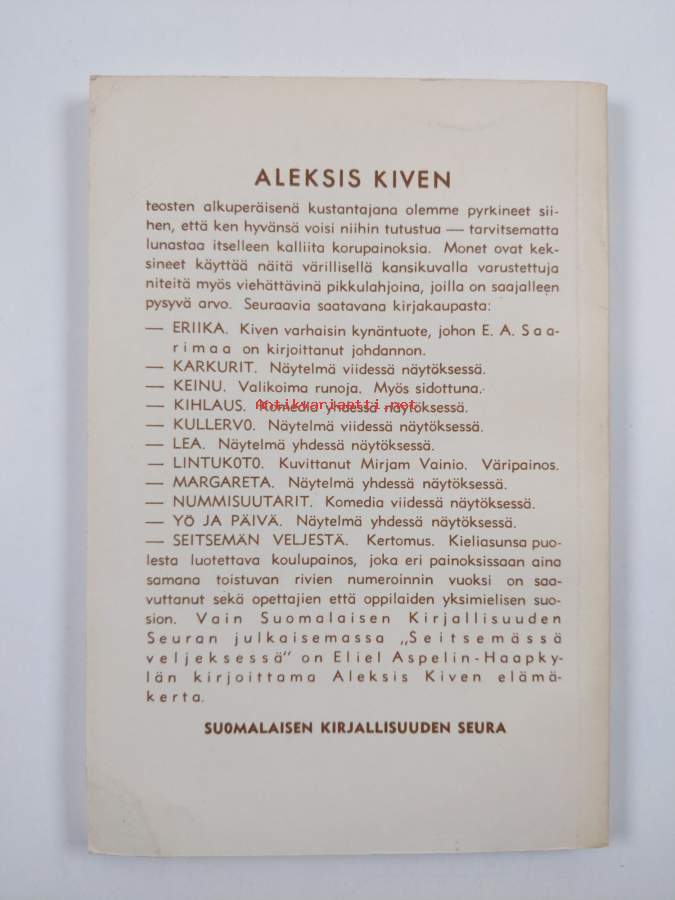 ALEKSIS KIVEN
teosten alkuperäisenä kustantajana olemme pyrkineet sii-
hen, että ken hyvänsä voisi niihin tutustua — tarvitsematta
lunastaa itselleen kalliita korupainoksia. Monet ovat kek-
sineet käyttää näitä värillisellä kansikuvalla varustettuja
niteitä myös viehättävinä pikkulahjoina, joilla on saajalleen
pysyvä arvo. Seuraavia saatavana kirjakaupasta:
— ERIIKA. Kiven varhaisin kynäntuote, johon E. A. Saa-
rimaa on kirjoittanut johdannon.
— KARKURIT. Näytelmä viidessä näytöksessä.
— KEINU. Valikoima runoja. Myös sidottuna.
Antikvariaatti.net
— KIHLAUS. Komedia yhdessä näytöksessä.
— KULLERVO. Näytelmä viidessä näytöksessä.
— LEA. Näytelmä yhdessä näytöksessä.
— LINTUKOTO. Kuvittanut Mirjam Vainio. Väripainos.
— MARGARETA. Näytelmä yhdessä näytöksessä.
— NUMMISUUTARIT. Komedia viidessä näytöksessä.
— YÖ JA PÄIVÄ. Näytelmä yhdessä näytöksessä.
— SEITSEMÄN VELJESTÄ. Kertomus. Kieliasunsa puo-
lesta luotettava koulupainos, joka eri painoksissaan aina
samana toistuvan rivien numeroinnin vuoksi on saa-
vuttanut sekä opettajien että oppilaiden yksimielisen suo-
sion. Vain Suomalaisen Kirjallisuuden
Seuran julkaisemassa „Seitsemässä
veljeksessä" on Eliel Aspelin-Haapky-
län kirjoittama Aleksis Kiven elämä-
kerta.
SUOMALAISEN KIRJALLISUUDEN SEURA